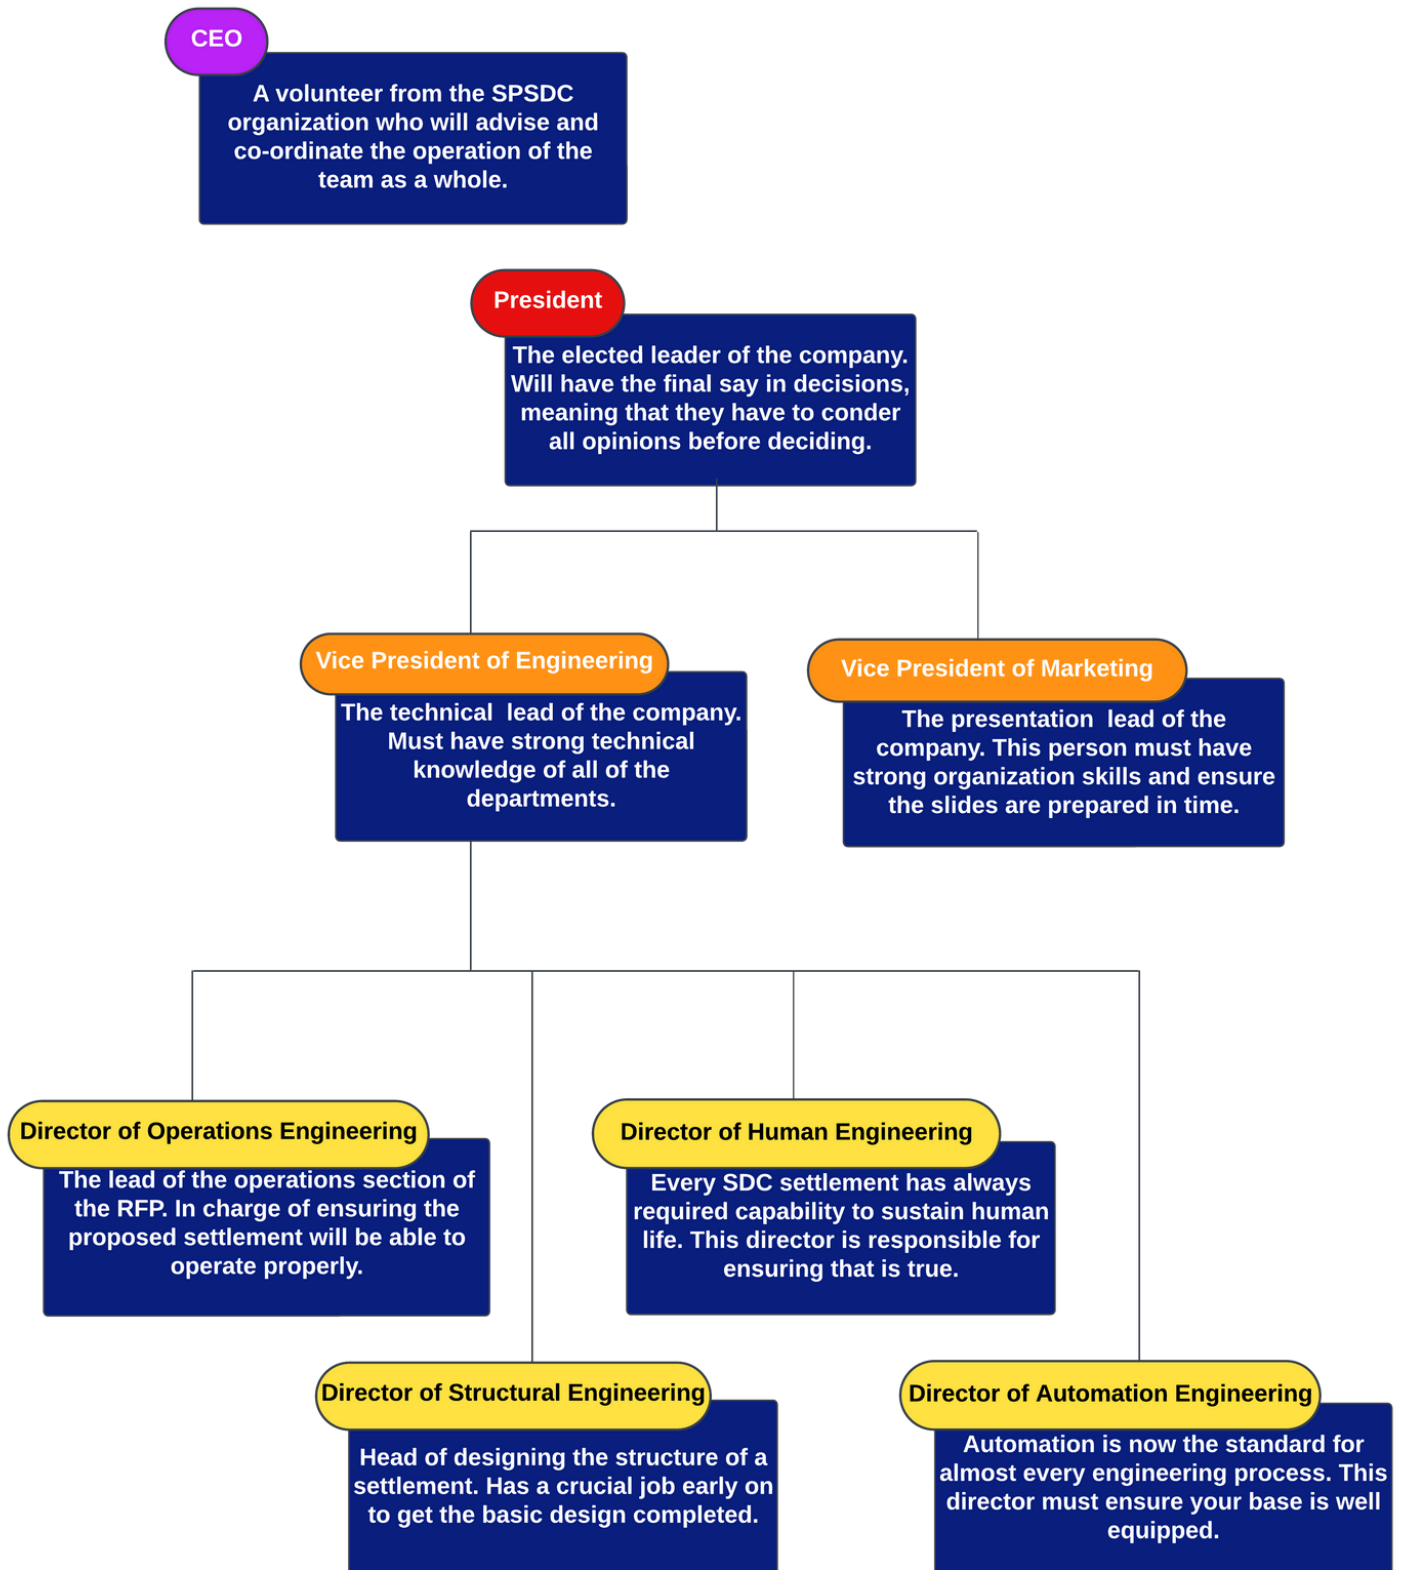 CEO
A volunteer from the SPSDC
organization who will advise and
co-ordinate the operation of the
team as a whole.
President
The elected leader of the company.
Will have the final say in decisions,
meaning that they have to conder
all opinions before deciding.
Vice President of Engineering
The technical  lead of the company.
Must have strong technical
knowledge of all of the
departments.
Vice President of Marketing
The presentation  lead of the
company. This person must have
strong organization skills and ensure
the slides are prepared in time.
Director of Operations Engineering
The lead of the operations section of
the RFP. In charge of ensuring the
proposed settlement will be able to
operate properly.
Director of Human Engineering
Every SDC settlement has always
required capability to sustain human
life. This director is responsible for
ensuring that is true.
Director of Structural Engineering
Head of designing the structure of a
settlement. Has a crucial job early on
to get the basic design completed.
Director of Automation Engineering
Automation is now the standard for
almost every engineering process. This
director must ensure your base is well
equipped.